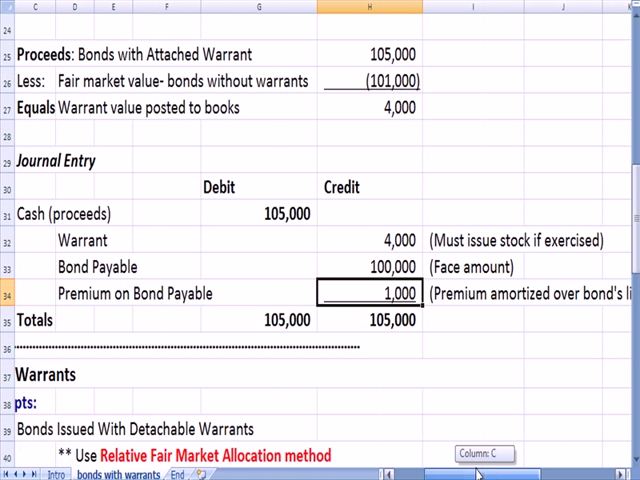 C D E F G H I J K
24
25 Proceeds: Bonds with Attached Warrant 105,000
26 Less: Fair market value- bonds without warrants (101,000)
27 Equals Warrant value posted to books 4,000
28
29 Journal Entry
30 Debit Credit
31 Cash (proceeds) 105,000
32 Warrant 4,000 (Must issue stock if exercised)
33 Bond Payable 100,000 (Face amount)
34 Premium on Bond Payable 1,000 (Premium amortized over bond's li
35 Totals 105,000 105,000
36
37 Warrants
38 pts:
39 Bonds Issued With Detachable Warrants
40 ** Use Relative Fair Market Allocation method
Column: C
Intro bonds with warrants End